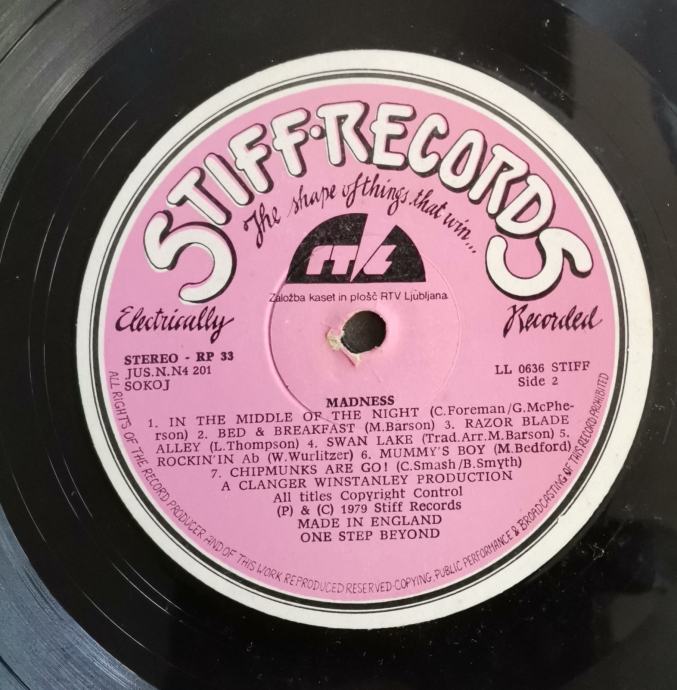 STIFF·RECORDS
The shape of things that win...
rtvl
Založba kaset in plošč RTV Ljubljana
Electrically
Recorded
STEREO - RP 33
JUS.N.N4 201
SOKOJ
LL 0636 STIFF
Side 2
MADNESS
1. IN THE MIDDLE OF THE NIGHT (C.Foreman/G.McPhe-
rson) 2. BED & BREAKFAST (M.Barson) 3. RAZOR BLADE
ALLEY (L.Thompson) 4. SWAN LAKE (Trad.Arr.M.Barson) 5.
ROCKIN'IN Ab (W.Wurlitzer) 6. MUMMY'S BOY (M.Bedford)
7. CHIPMUNKS ARE GO! (C.Smash/B.Smyth)
A CLANGER WINSTANLEY PRODUCTION
All titles Copyright Control
(P) & (C) 1979 Stiff Records
MADE IN ENGLAND
ONE STEP BEYOND
ALL RIGHTS OF THE RECORD PRODUCER AND OF THIS WORK REPRODUCED RESERVED·COPYING, PUBLIC PERFORMANCE & BROADCASTING OF THIS RECORD PROHIBITED